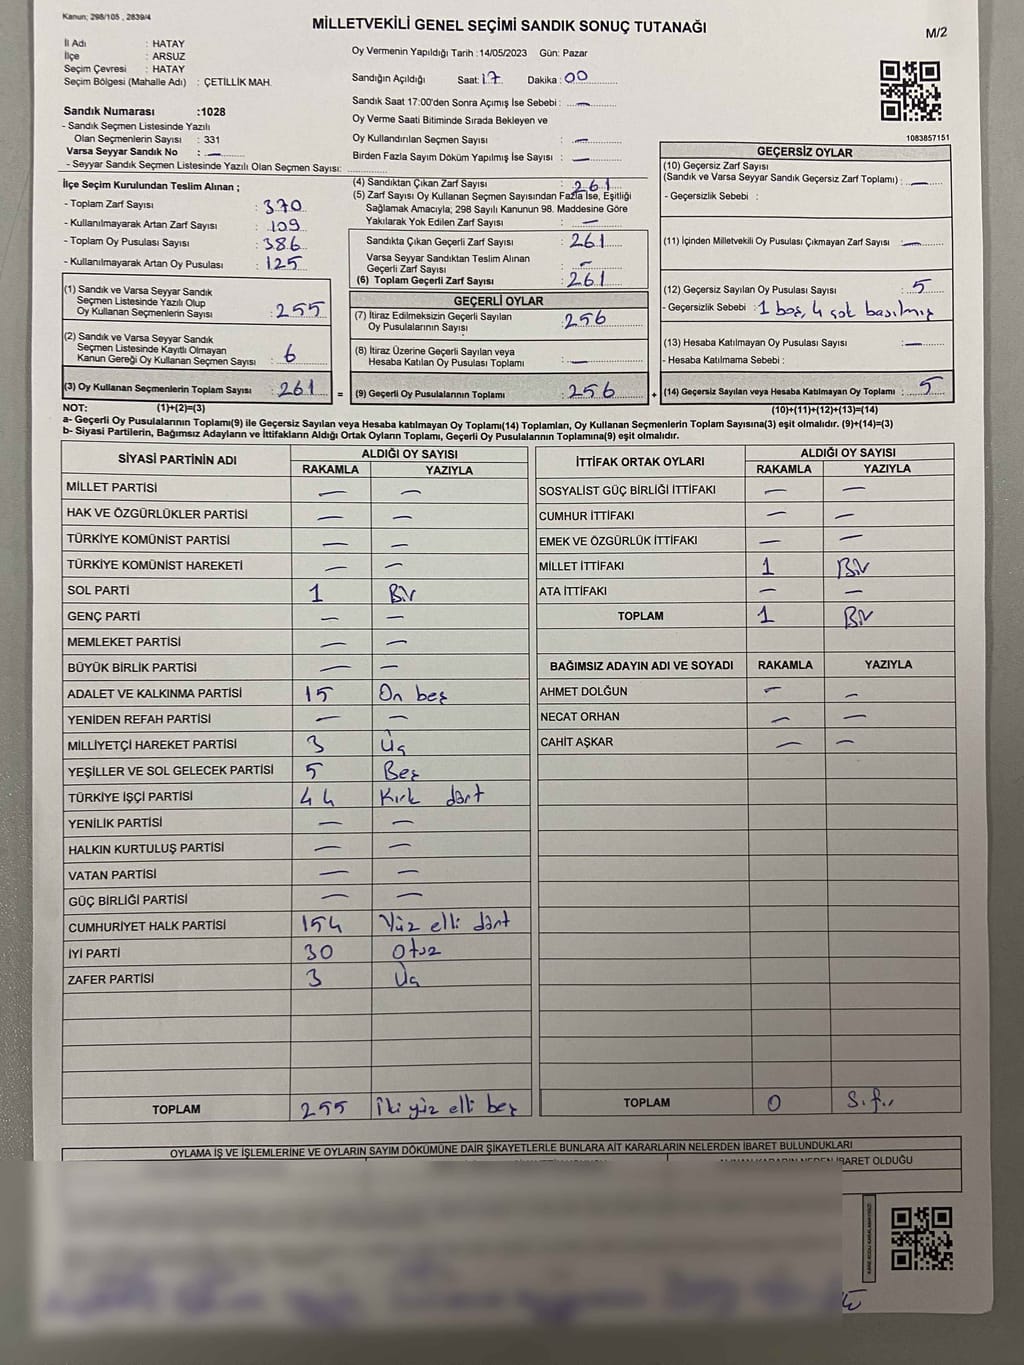 Kanun; 298/105 , 2839/4
MİLLETVEKİLİ GENEL SEÇİMİ SANDIK SONUÇ TUTANAĞI
M/2
İl Adı : HATAY
İlçe : ARSUZ
Seçim Çevresi : HATAY
Seçim Bölgesi (Mahalle Adı) : ÇETİLLİK MAH.
Oy Vermenin Yapıldığı Tarih :14/05/2023 Gün: Pazar
Sandığın Açıldığı Saat: 17 Dakika : 00
Sandık Saat 17:00'den Sonra Açımış İse Sebebi : —
Oy Verme Saati Bitiminde Sırada Bekleyen ve
Oy Kullandırılan Seçmen Sayısı : —
Birden Fazla Sayım Döküm Yapılmış İse Sayısı : —
Sandık Numarası :1028
- Sandık Seçmen Listesinde Yazılı
Olan Seçmenlerin Sayısı : 331
Varsa Seyyar Sandık No : —
- Seyyar Sandık Seçmen Listesinde Yazılı Olan Seçmen Sayısı:
1083857151
İlçe Seçim Kurulundan Teslim Alınan ;
- Toplam Zarf Sayısı : 370
- Kullanılmayarak Artan Zarf Sayısı : 109
- Toplam Oy Pusulası Sayısı : 386
- Kullanılmayarak Artan Oy Pusulası : 125
(1) Sandık ve Varsa Seyyar Sandık
Seçmen Listesinde Yazılı Olup
Oy Kullanan Seçmenlerin Sayısı : 255
(2) Sandık ve Varsa Seyyar Sandık
Seçmen Listesinde Kayıtlı Olmayan
Kanun Gereği Oy Kullanan Seçmen Sayısı : 6
(3) Oy Kullanan Seçmenlerin Toplam Sayısı : 261 =
(4) Sandıktan Çıkan Zarf Sayısı : 261
(5) Zarf Sayısı Oy Kullanan Seçmen Sayısından Fazla İse, Eşitliği
Sağlamak Amacıyla; 298 Sayılı Kanunun 98. Maddesine Göre
Yakılarak Yok Edilen Zarf Sayısı : —
Sandıkta Çıkan Geçerli Zarf Sayısı : 261
Varsa Seyyar Sandıktan Teslim Alınan
Geçerli Zarf Sayısı : —
(6) Toplam Geçerli Zarf Sayısı : 261
GEÇERLİ OYLAR
(7) İtiraz Edilmeksizin Geçerli Sayılan
Oy Pusulalarının Sayısı : 256
(8) İtiraz Üzerine Geçerli Sayılan veya
Hesaba Katılan Oy Pusulası Toplamı : —
(9) Geçerli Oy Pusulalarının Toplamı : 256 +
GEÇERSİZ OYLAR
(10) Geçersiz Zarf Sayısı
(Sandık ve Varsa Seyyar Sandık Geçersiz Zarf Toplamı) : —
- Geçersizlik Sebebi :
(11) İçinden Milletvekili Oy Pusulası Çıkmayan Zarf Sayısı : —
(12) Geçersiz Sayılan Oy Pusulası Sayısı : 5
- Geçersizlik Sebebi : 1 boş, 4 çok basılmış
(13) Hesaba Katılmayan Oy Pusulası Sayısı : —
- Hesaba Katılmama Sebebi :
(14) Geçersiz Sayılan veya Hesaba Katılmayan Oy Toplamı : 5
NOT: (1)+(2)=(3) (10)+(11)+(12)+(13)=(14)
a- Geçerli Oy Pusulalarının Toplamı(9) ile Geçersiz Sayılan veya Hesaba katılmayan Oy Toplamı(14) Toplamları, Oy Kullanan Seçmenlerin Toplam Sayısına(3) eşit olmalıdır. (9)+(14)=(3)
b- Siyasi Partilerin, Bağımsız Adayların ve İttifakların Aldığı Ortak Oyların Toplamı, Geçerli Oy Pusulalarının Toplamına(9) eşit olmalıdır.
SİYASİ PARTİNİN ADI ALDIĞI OY SAYISI
RAKAMLA YAZIYLA
MİLLET PARTİSİ — —
HAK VE ÖZGÜRLÜKLER PARTİSİ — —
TÜRKİYE KOMÜNİST PARTİSİ — —
TÜRKİYE KOMÜNİST HAREKETİ — —
SOL PARTİ 1 Bir
GENÇ PARTİ — —
MEMLEKET PARTİSİ — —
BÜYÜK BİRLİK PARTİSİ — —
ADALET VE KALKINMA PARTİSİ 15 On beş
YENİDEN REFAH PARTİSİ — —
MİLLİYETÇİ HAREKET PARTİSİ 3 Üç
YEŞİLLER VE SOL GELECEK PARTİSİ 5 Beş
TÜRKİYE İŞÇİ PARTİSİ 44 Kırk dört
YENİLİK PARTİSİ — —
HALKIN KURTULUŞ PARTİSİ — —
VATAN PARTİSİ — —
GÜÇ BİRLİĞİ PARTİSİ — —
CUMHURİYET HALK PARTİSİ 154 Yüz elli dört
İYİ PARTİ 30 Otuz
ZAFER PARTİSİ 3 Üç
TOPLAM 255 İki yüz elli beş
İTTİFAK ORTAK OYLARI ALDIĞI OY SAYISI
RAKAMLA YAZIYLA
SOSYALİST GÜÇ BİRLİĞİ İTTİFAKI — —
CUMHUR İTTİFAKI — —
EMEK VE ÖZGÜRLÜK İTTİFAKI — —
MİLLET İTTİFAKI 1 Bir
ATA İTTİFAKI — —
TOPLAM 1 Bir
BAĞIMSIZ ADAYIN ADI VE SOYADI RAKAMLA YAZIYLA
AHMET DOLĞUN — —
NECAT ORHAN — —
CAHİT AŞKAR — —
TOPLAM 0 Sıfır
OYLAMA İŞ VE İŞLEMLERİNE VE OYLARIN SAYIM DÖKÜMÜNE DAİR ŞİKAYETLERLE BUNLARA AİT KARARLARIN NELERDEN İBARET BULUNDUKLARI
İBARET OLDUĞU